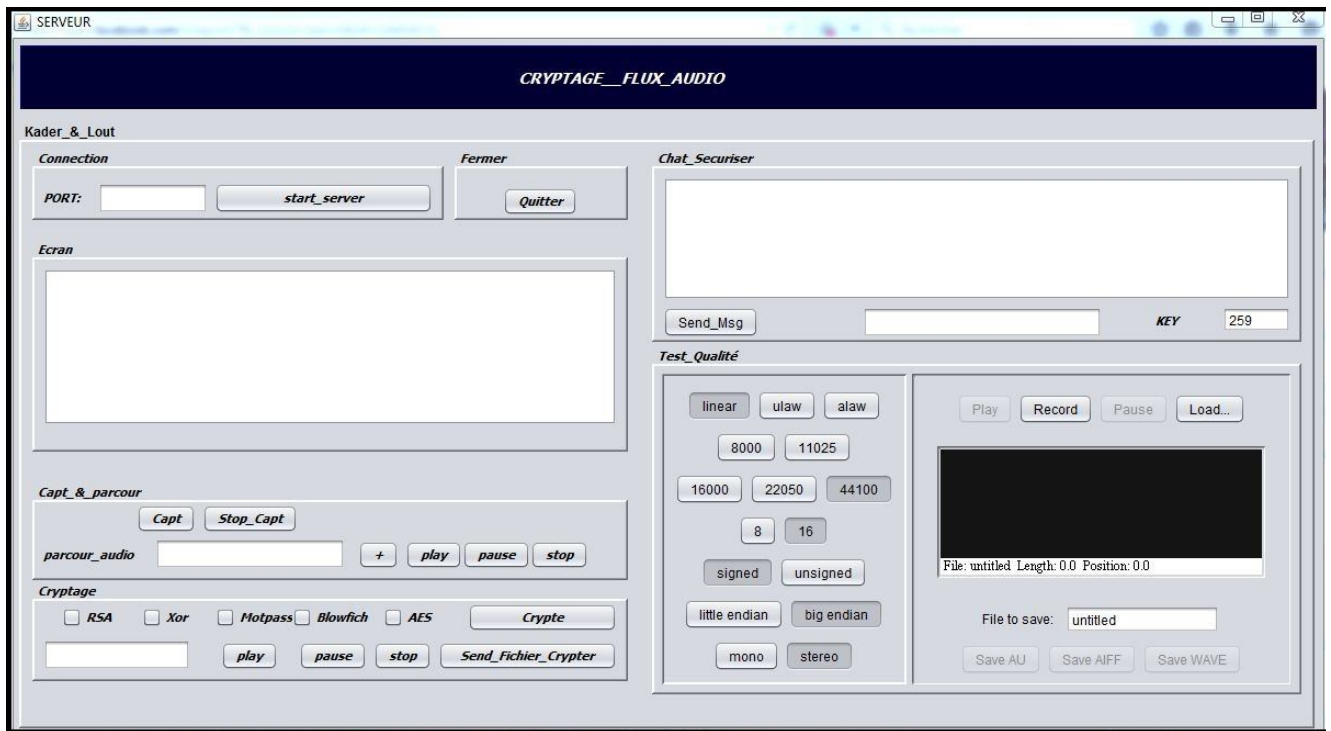 SERVEUR
CRYPTAGE__FLUX_AUDIO
Kader_&_Lout
Connection
PORT: start_server
Fermer
Quitter
Ecran
Capt_&_parcour
Capt Stop_Capt
parcour_audio + play pause stop
Cryptage
RSA Xor Motpass Blowfich AES Crypte
play pause stop Send_Fichier_Crypter
Chat_Securiser
Send_Msg KEY 259
Test_Qualité
linear ulaw alaw
8000 11025
16000 22050 44100
8 16
signed unsigned
little endian big endian
mono stereo
Play Record Pause Load...
File: untitled Length: 0.0 Position: 0.0
File to save: untitled
Save AU Save AIFF Save WAVE